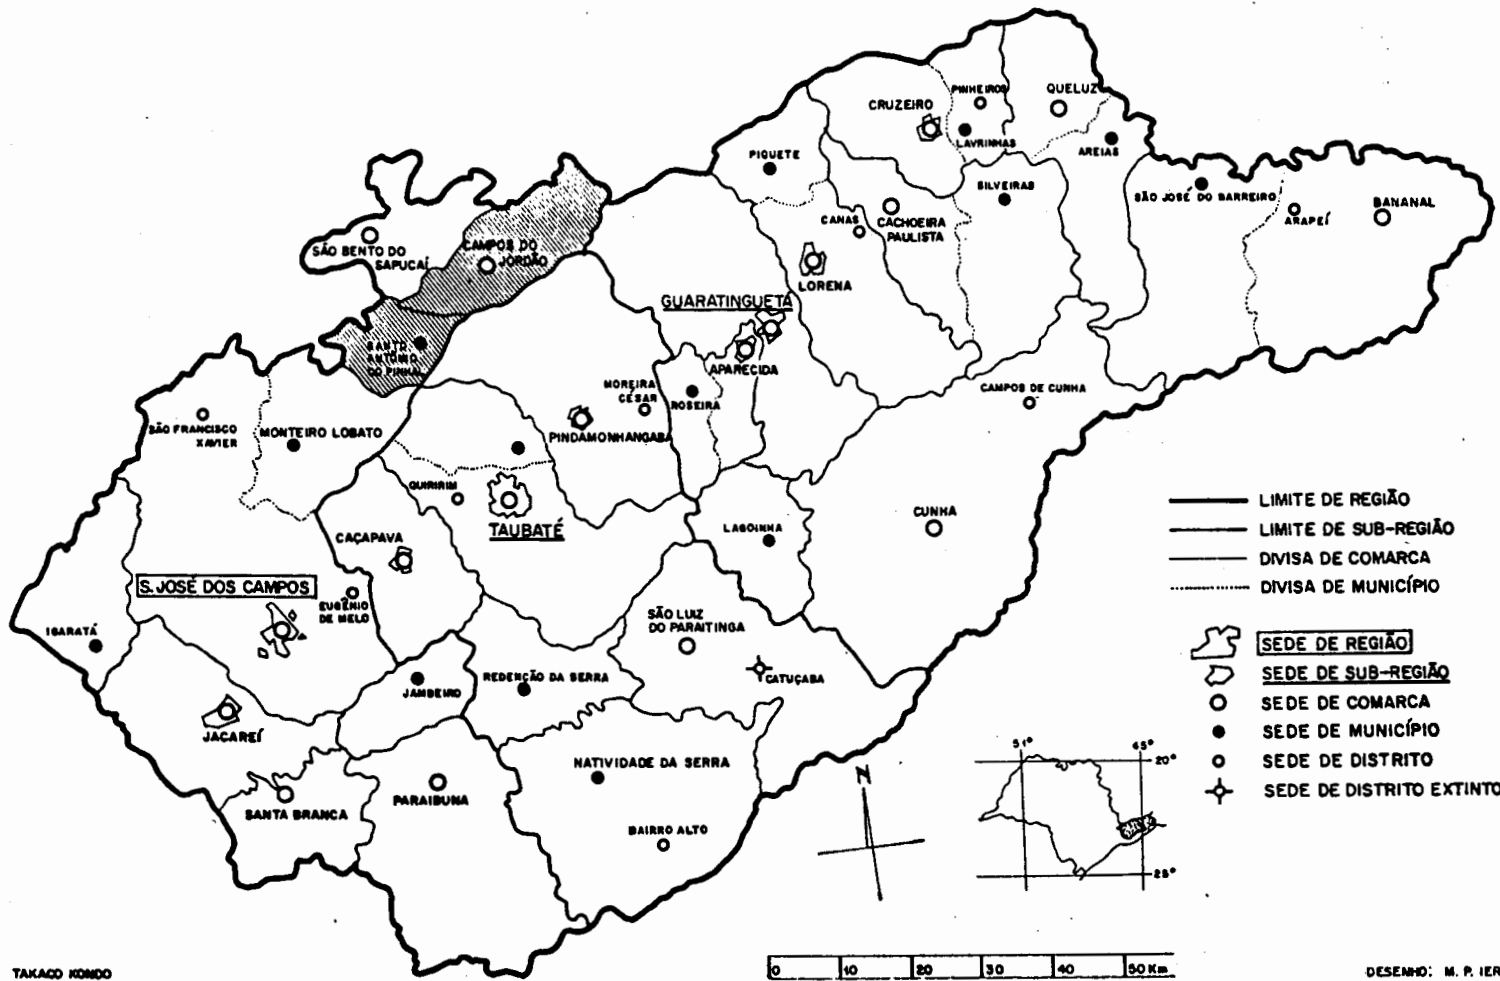 PINHEIROS
QUELUZ
CRUZEIRO
LAVRINHAS
AREIAS
PIQUETE
SILVEIRAS
SÃO JOSÉ DO BARREIRO
ARAPEÍ
BANANAL
CANAS
CACHOEIRA
PAULISTA
SÃO BENTO DO
SAPUCAÍ
CAMPOS DO
JORDÃO
LORENA
GUARATINGUETÁ
SANTO
ANTÔNIO
DO PINHAL
APARECIDA
MOREIRA
CÉSAR
ROSEIRA
CAMPOS DE CUNHA
SÃO FRANCISCO
XAVIER
MONTEIRO LOBATO
PINDAMONHANGABA
QUIRIRIM
TAUBATÉ
LAGOINHA
CUNHA
CAÇAPAVA
S. JOSÉ DOS CAMPOS
EUGÊNIO
DE MELO
IGARATÁ
SÃO LUIZ
DO PARAITINGA
CATUÇABA
REDENÇÃO DA SERRA
JAMBEIRO
JACAREÍ
NATIVIDADE DA SERRA
SANTA BRANCA
PARAIBUNA
BAIRRO ALTO
LIMITE DE REGIÃO
LIMITE DE SUB-REGIÃO
DIVISA DE COMARCA
DIVISA DE MUNICÍPIO
SEDE DE REGIÃO
SEDE DE SUB-REGIÃO
SEDE DE COMARCA
SEDE DE MUNICÍPIO
SEDE DE DISTRITO
SEDE DE DISTRITO EXTINTO
N
51° 45°
20°
25°
0 10 20 30 40 50 Km
TAKACO KONDO
DESENHO: M. P. IER